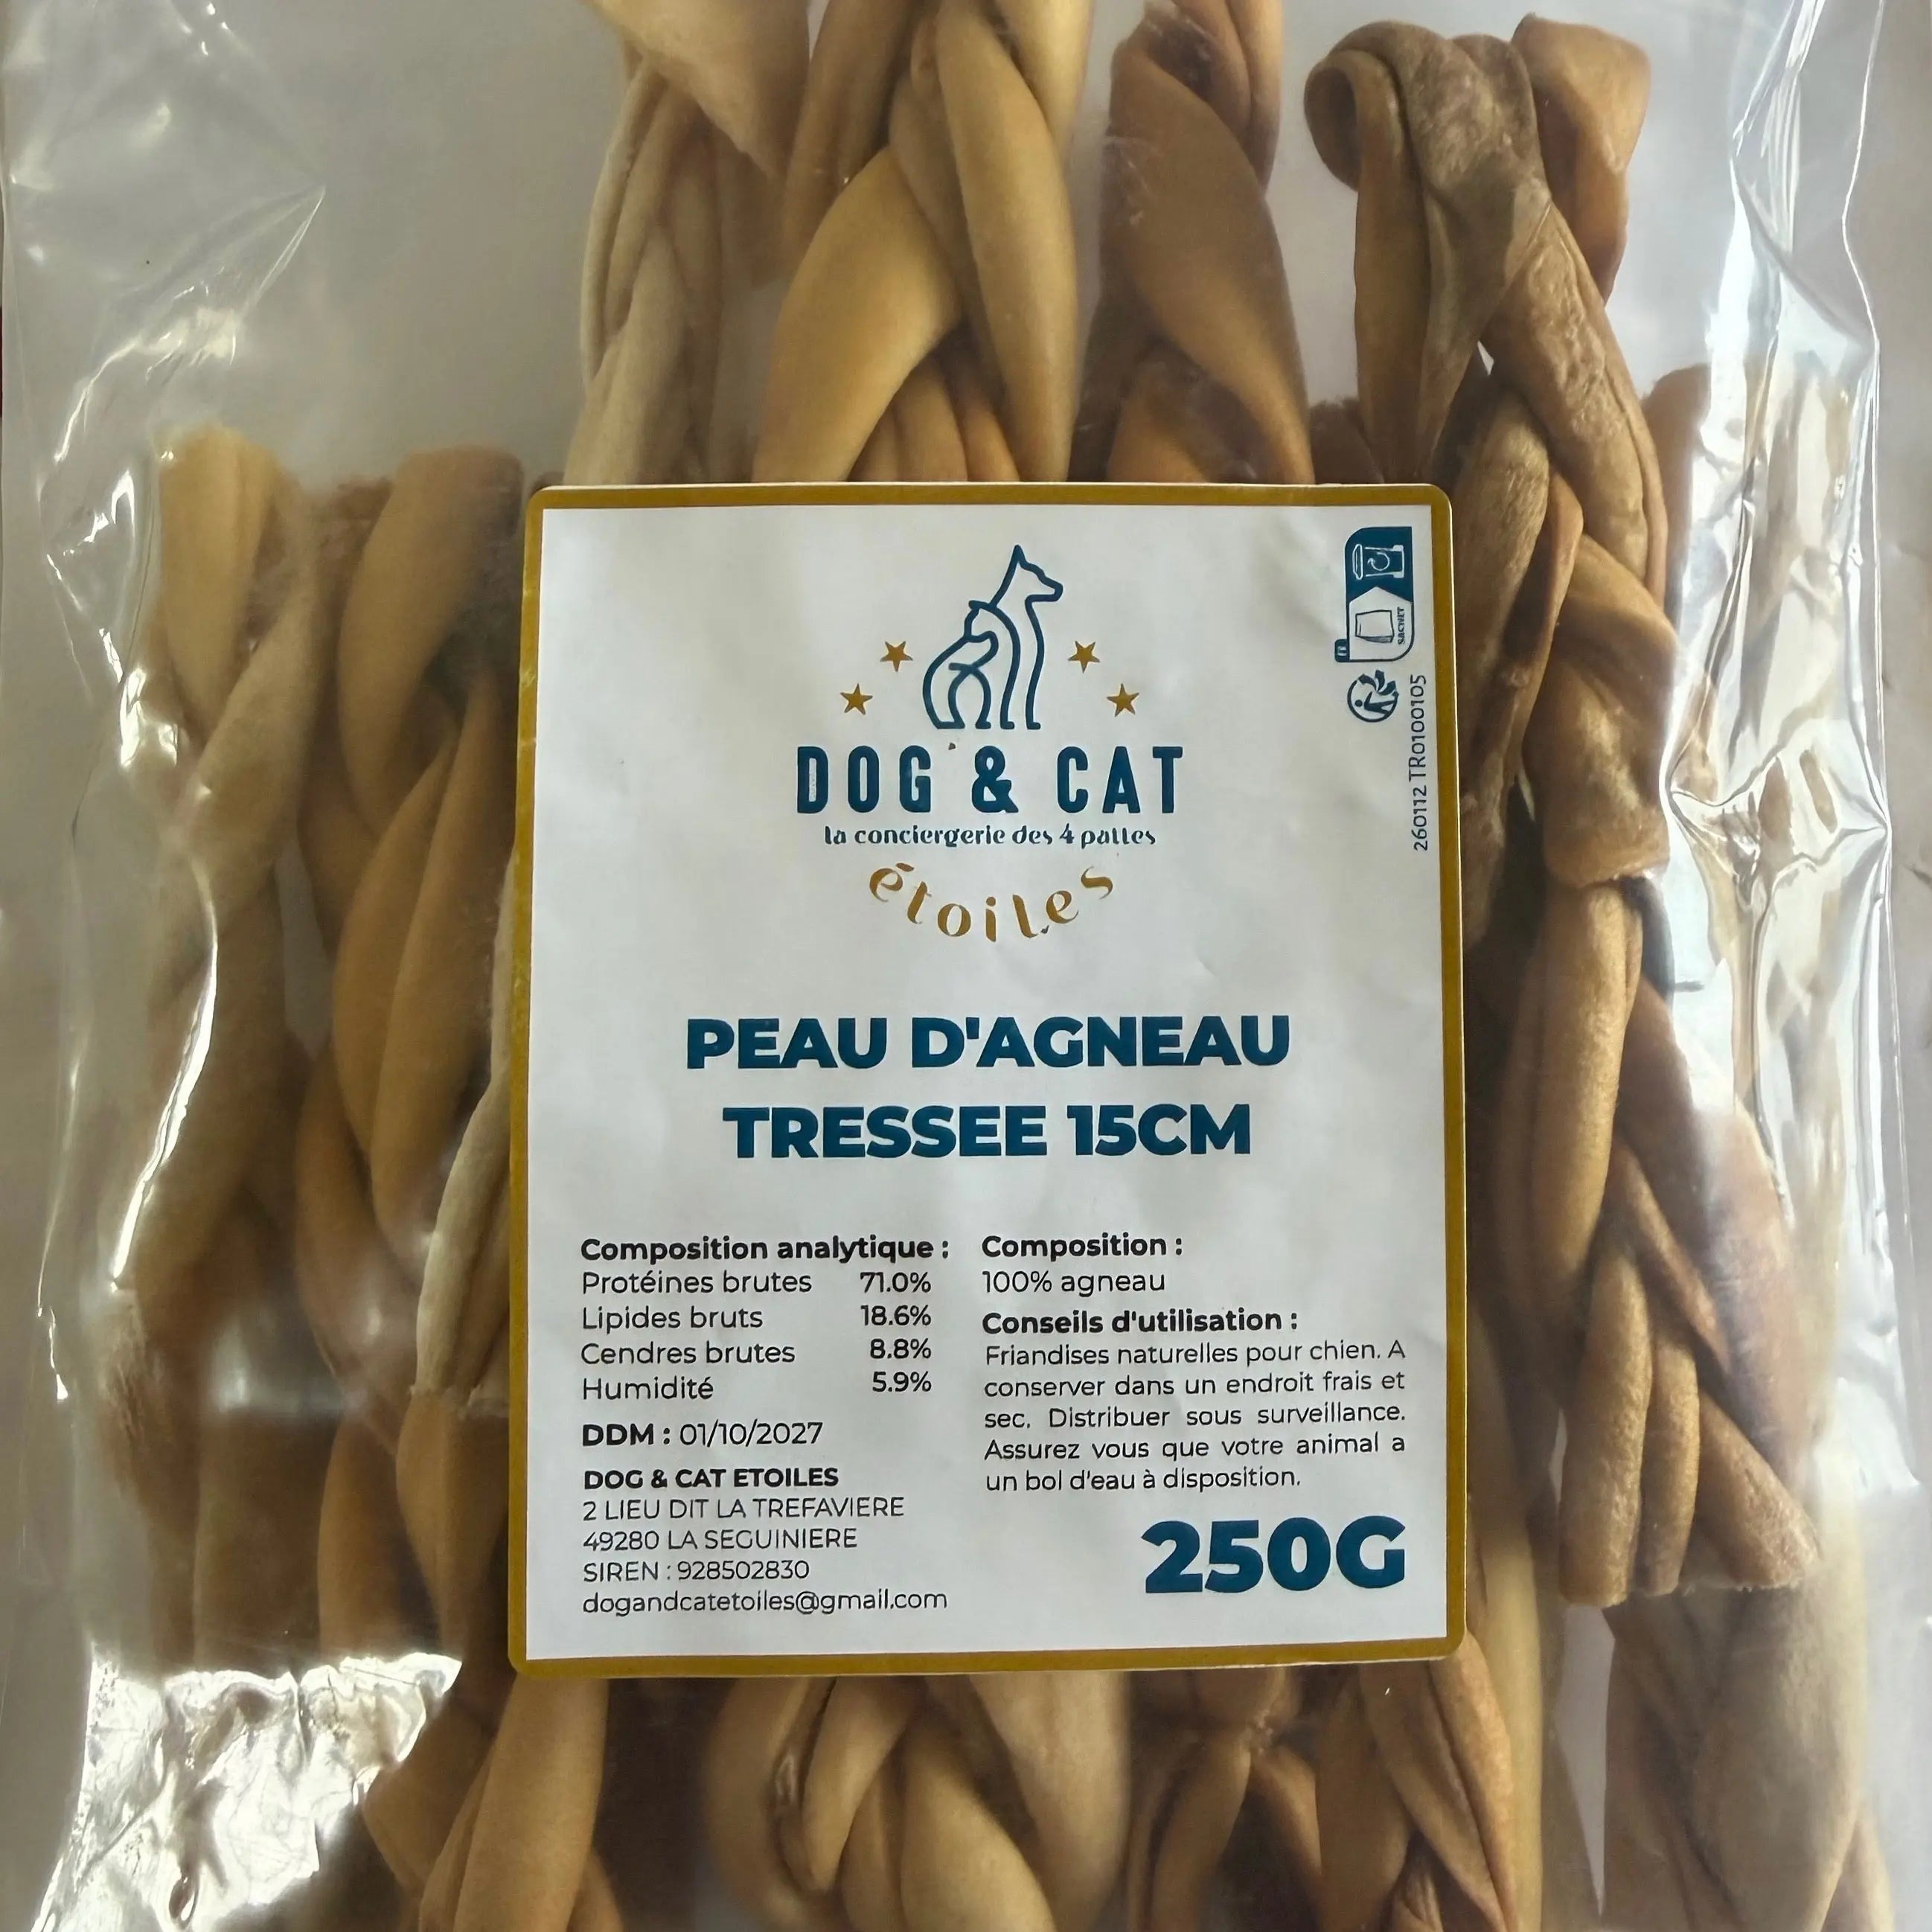 DOG & CAT
la conciergerie des 4 pattes
étoiles
SACHET
FR
260112 TR0100105
PEAU D'AGNEAU
TRESSEE 15CM
Composition analytique :
Protéines brutes 71.0%
Lipides bruts 18.6%
Cendres brutes 8.8%
Humidité 5.9%
DDM : 01/10/2027
DOG & CAT ETOILES
2 LIEU DIT LA TREFAVIERE
49280 LA SEGUINIERE
SIREN : 928502830
dogandcatetoiles@gmail.com
Composition :
100% agneau
Conseils d'utilisation :
Friandises naturelles pour chien. A
conserver dans un endroit frais et
sec. Distribuer sous surveillance.
Assurez vous que votre animal a
un bol d'eau à disposition.
250G